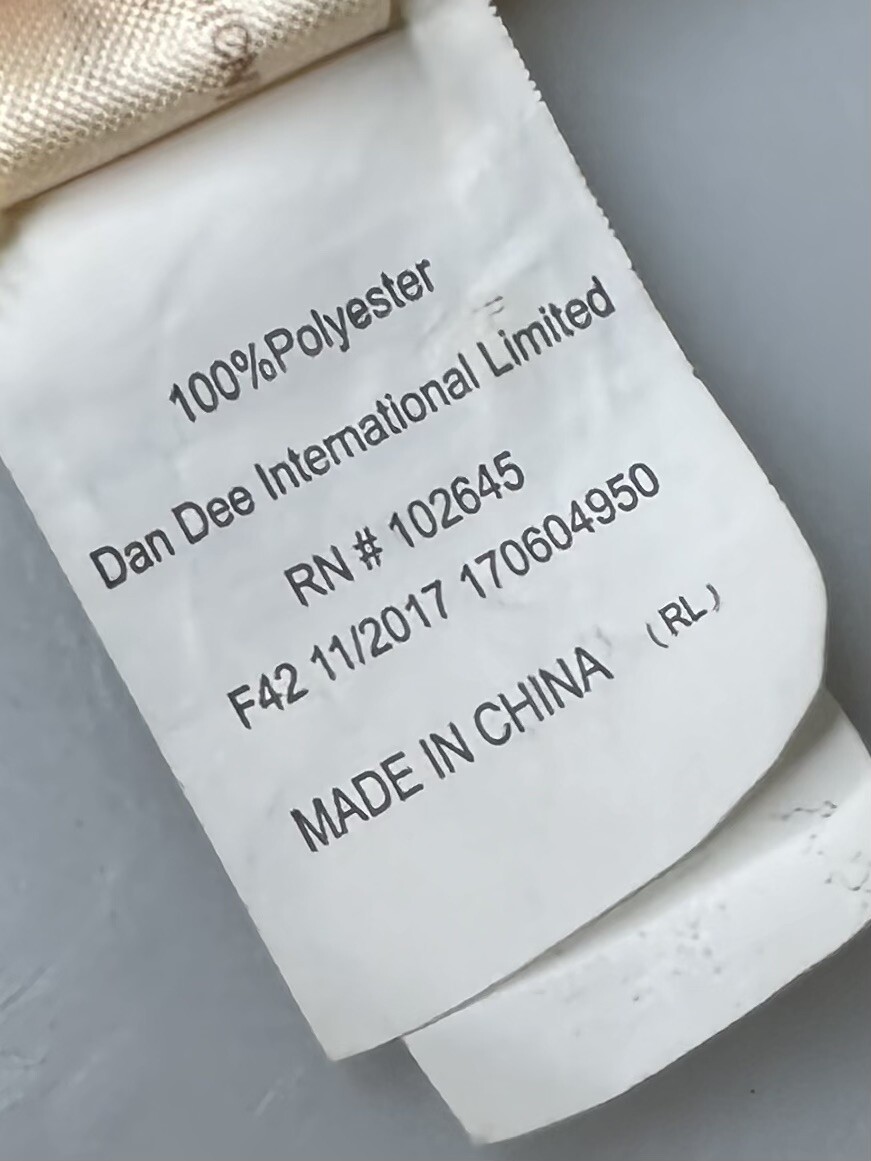 100%Polyester
Dan Dee International Limited
RN # 102645
F42 11/2017 170604950
MADE IN CHINA (RL)